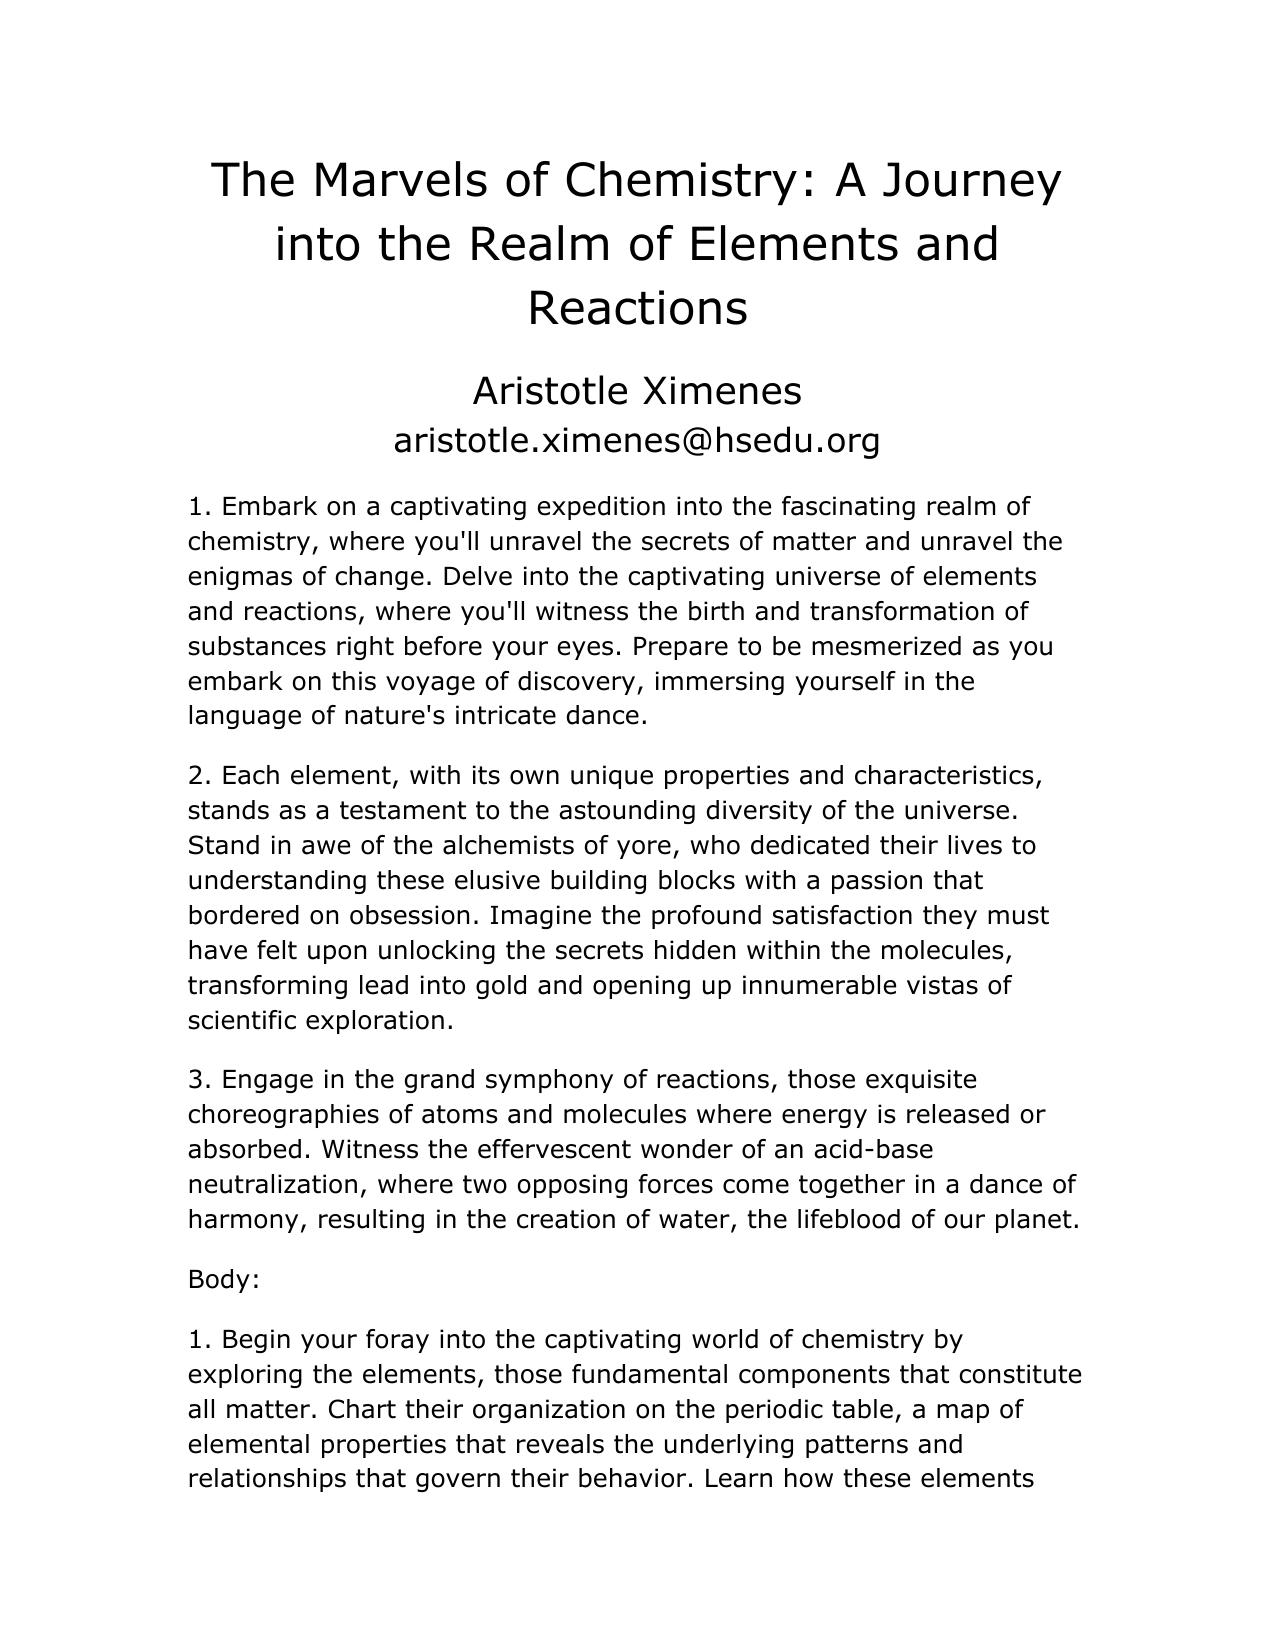 The Marvels of Chemistry: A Journey
into the Realm of Elements and
Reactions
Aristotle Ximenes
aristotle.ximenes@hsedu.org
1. Embark on a captivating expedition into the fascinating realm of
chemistry, where you'll unravel the secrets of matter and unravel the
enigmas of change. Delve into the captivating universe of elements
and reactions, where you'll witness the birth and transformation of
substances right before your eyes. Prepare to be mesmerized as you
embark on this voyage of discovery, immersing yourself in the
language of nature's intricate dance.
2. Each element, with its own unique properties and characteristics,
stands as a testament to the astounding diversity of the universe.
Stand in awe of the alchemists of yore, who dedicated their lives to
understanding these elusive building blocks with a passion that
bordered on obsession. Imagine the profound satisfaction they must
have felt upon unlocking the secrets hidden within the molecules,
transforming lead into gold and opening up innumerable vistas of
scientific exploration.
3. Engage in the grand symphony of reactions, those exquisite
choreographies of atoms and molecules where energy is released or
absorbed. Witness the effervescent wonder of an acid-base
neutralization, where two opposing forces come together in a dance of
harmony, resulting in the creation of water, the lifeblood of our planet.
Body:
1. Begin your foray into the captivating world of chemistry by
exploring the elements, those fundamental components that constitute
all matter. Chart their organization on the periodic table, a map of
elemental properties that reveals the underlying patterns and
relationships that govern their behavior. Learn how these elements